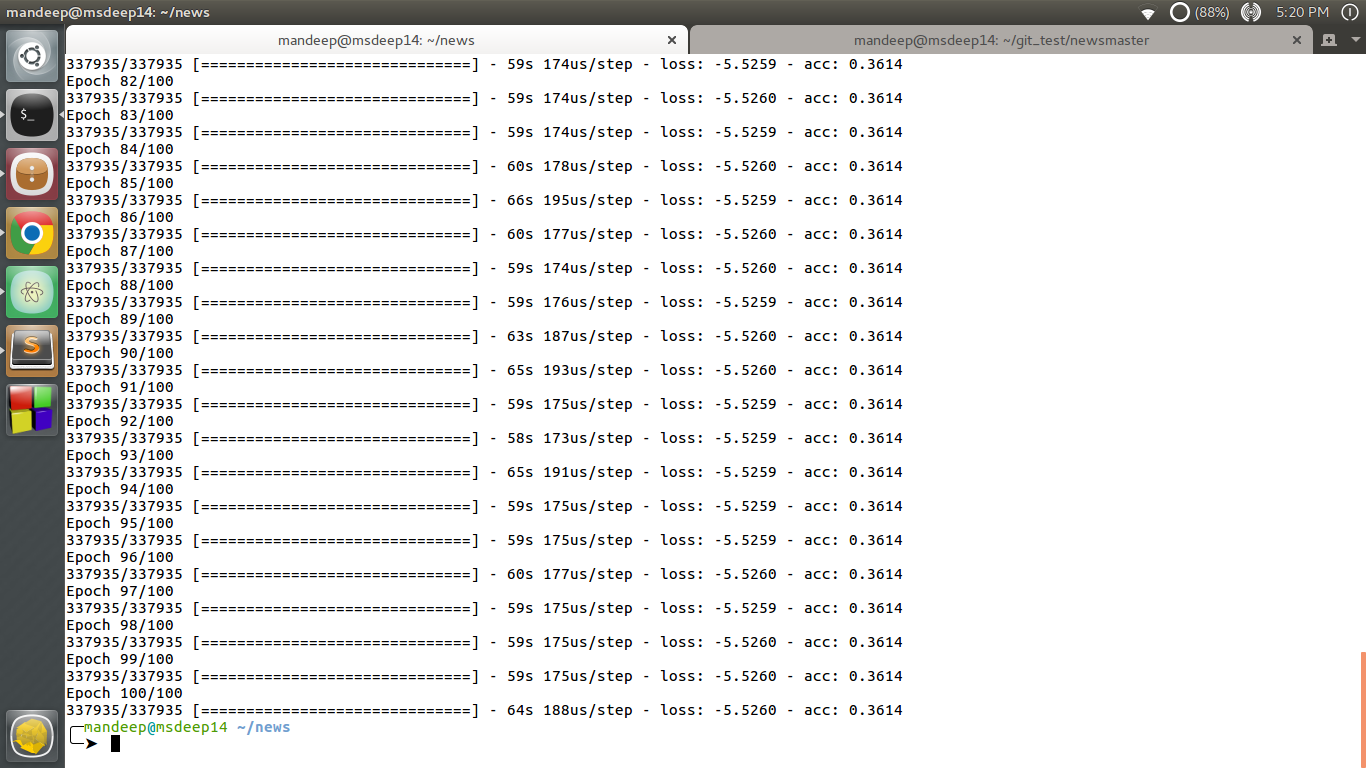 mandeep@msdeep14: ~/news
(88%)
5:20 PM
mandeep@msdeep14: ~/news
mandeep@msdeep14: ~/git_test/newsmaster
337935/337935 [==============================] - 59s 174us/step - loss: -5.5259 - acc: 0.3614
Epoch 82/100
337935/337935 [==============================] - 59s 174us/step - loss: -5.5260 - acc: 0.3614
Epoch 83/100
337935/337935 [==============================] - 59s 174us/step - loss: -5.5259 - acc: 0.3614
Epoch 84/100
337935/337935 [==============================] - 60s 178us/step - loss: -5.5260 - acc: 0.3614
Epoch 85/100
337935/337935 [==============================] - 66s 195us/step - loss: -5.5259 - acc: 0.3614
Epoch 86/100
337935/337935 [==============================] - 60s 177us/step - loss: -5.5260 - acc: 0.3614
Epoch 87/100
337935/337935 [==============================] - 59s 174us/step - loss: -5.5260 - acc: 0.3614
Epoch 88/100
337935/337935 [==============================] - 59s 176us/step - loss: -5.5259 - acc: 0.3614
Epoch 89/100
337935/337935 [==============================] - 63s 187us/step - loss: -5.5260 - acc: 0.3614
Epoch 90/100
337935/337935 [==============================] - 65s 193us/step - loss: -5.5260 - acc: 0.3614
Epoch 91/100
337935/337935 [==============================] - 59s 175us/step - loss: -5.5259 - acc: 0.3614
Epoch 92/100
337935/337935 [==============================] - 58s 173us/step - loss: -5.5259 - acc: 0.3614
Epoch 93/100
337935/337935 [==============================] - 65s 191us/step - loss: -5.5259 - acc: 0.3614
Epoch 94/100
337935/337935 [==============================] - 59s 175us/step - loss: -5.5259 - acc: 0.3614
Epoch 95/100
337935/337935 [==============================] - 59s 175us/step - loss: -5.5259 - acc: 0.3614
Epoch 96/100
337935/337935 [==============================] - 60s 177us/step - loss: -5.5260 - acc: 0.3614
Epoch 97/100
337935/337935 [==============================] - 59s 175us/step - loss: -5.5259 - acc: 0.3614
Epoch 98/100
337935/337935 [==============================] - 59s 175us/step - loss: -5.5260 - acc: 0.3614
Epoch 99/100
337935/337935 [==============================] - 59s 175us/step - loss: -5.5260 - acc: 0.3614
Epoch 100/100
337935/337935 [==============================] - 64s 188us/step - loss: -5.5260 - acc: 0.3614
╭─mandeep@msdeep14 ~/news
╰─➤